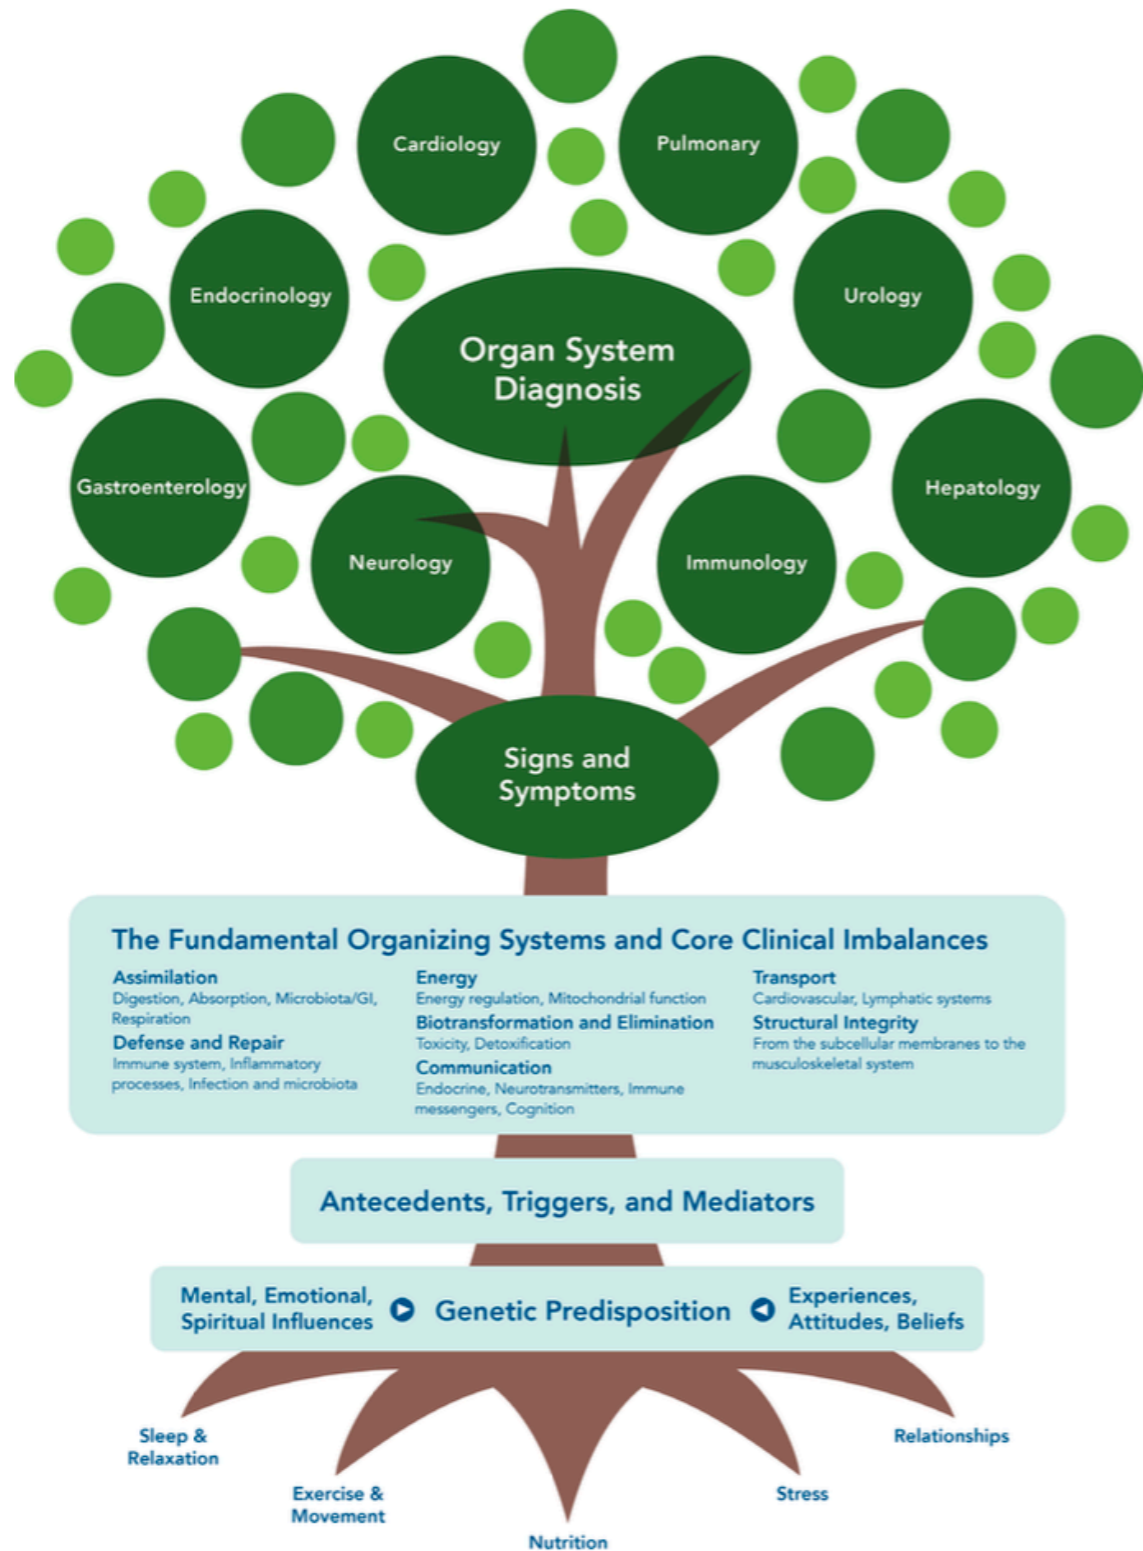 Cardiology
Pulmonary
Endocrinology
Urology
Organ System
Diagnosis
Gastroenterology
Hepatology
Neurology
Immunology
Signs and
Symptoms
The Fundamental Organizing Systems and Core Clinical Imbalances
Assimilation
Digestion, Absorption, Microbiota/GI,
Respiration
Defense and Repair
Immune system, Inflammatory
processes, Infection and microbiota
Energy
Energy regulation, Mitochondrial function
Biotransformation and Elimination
Toxicity, Detoxification
Communication
Endocrine, Neurotransmitters, Immune
messengers, Cognition
Transport
Cardiovascular, Lymphatic systems
Structural Integrity
From the subcellular membranes to the
musculoskeletal system
Antecedents, Triggers, and Mediators
Mental, Emotional,
Spiritual Influences
Genetic Predisposition
Experiences,
Attitudes, Beliefs
Sleep &
Relaxation
Exercise &
Movement
Nutrition
Stress
Relationships